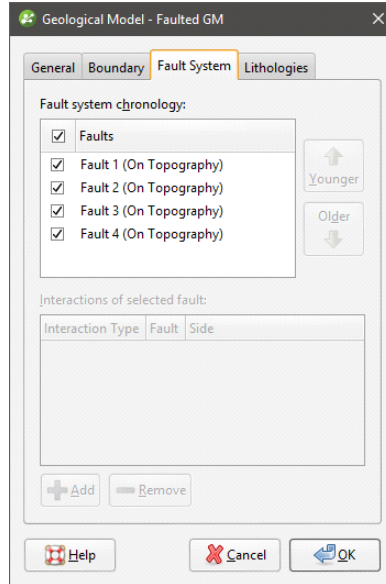 Geological Model - Faulted GM
General Boundary Fault System Lithologies
Fault system chronology:
Faults
Fault 1 (On Topography)
Fault 2 (On Topography)
Fault 3 (On Topography)
Fault 4 (On Topography)
Younger
Older
Interactions of selected fault:
Interaction Type Fault Side
Add Remove
Help Cancel OK